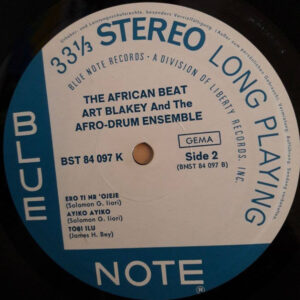 33 1/3 STEREO LONG PLAYING
BLUE NOTE RECORDS • A DIVISION OF LIBERTY RECORDS, INC.
THE AFRICAN BEAT
ART BLAKEY And The
AFRO-DRUM ENSEMBLE
GEMA
BST 84 097 K
Side 2
(BNST 84 097 B)
ERO TI NR 'OJEJE
(Solomon G. Ilori)
AYIKO AYIKO
(Solomon G. Ilori)
TOBI ILU
(James H. Bey)
BLUE
NOTE